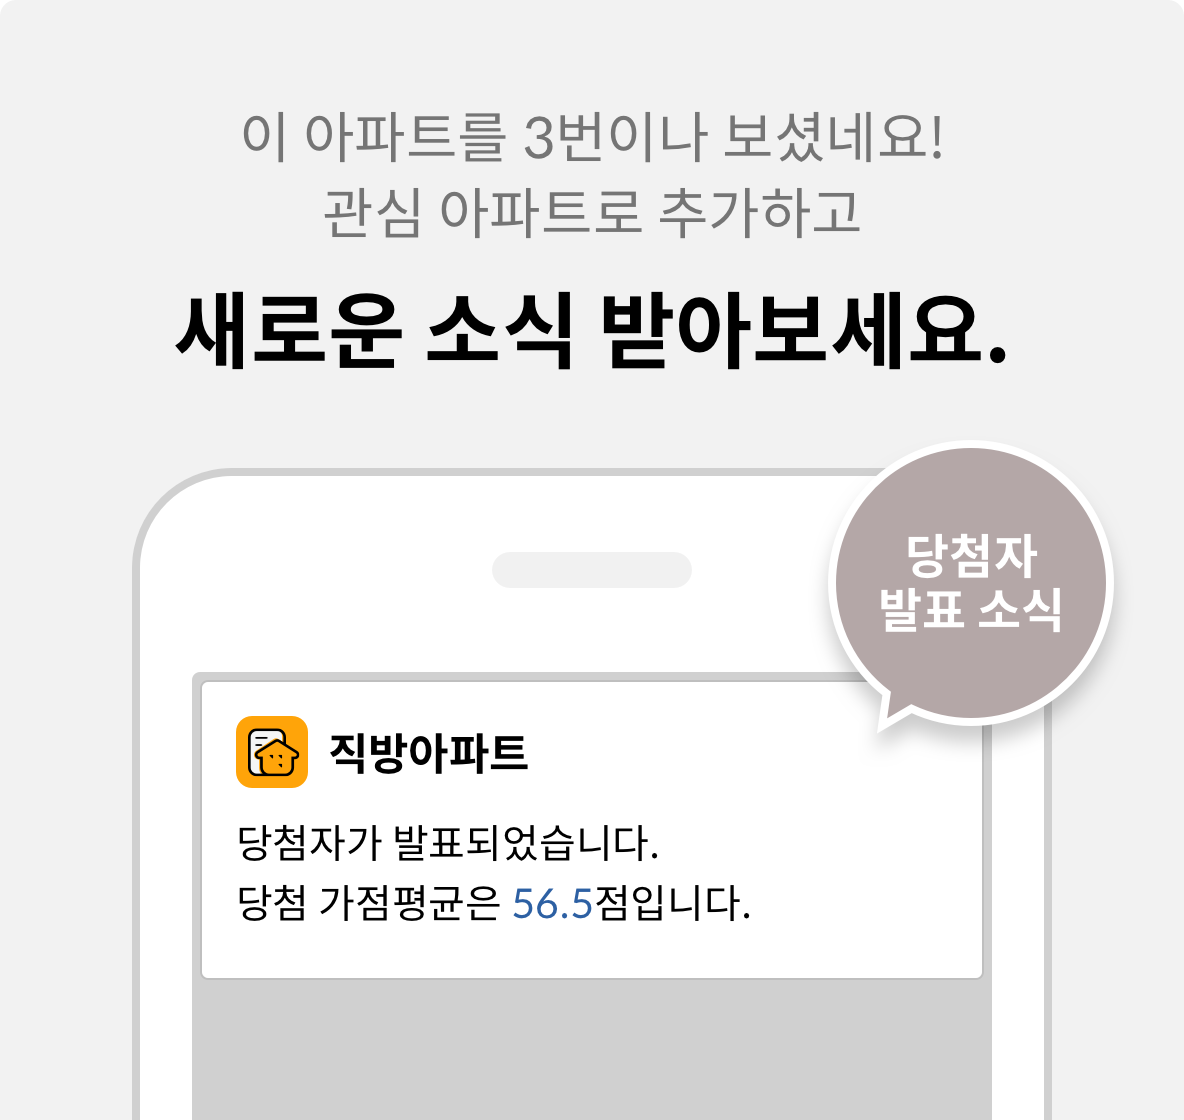 이 아파트를 3번이나 보셨네요!
관심 아파트로 추가하고
새로운 소식 받아보세요.
당첨자
발표 소식
직방아파트
당첨자가 발표되었습니다.
당첨 가점평균은 56.5점입니다.